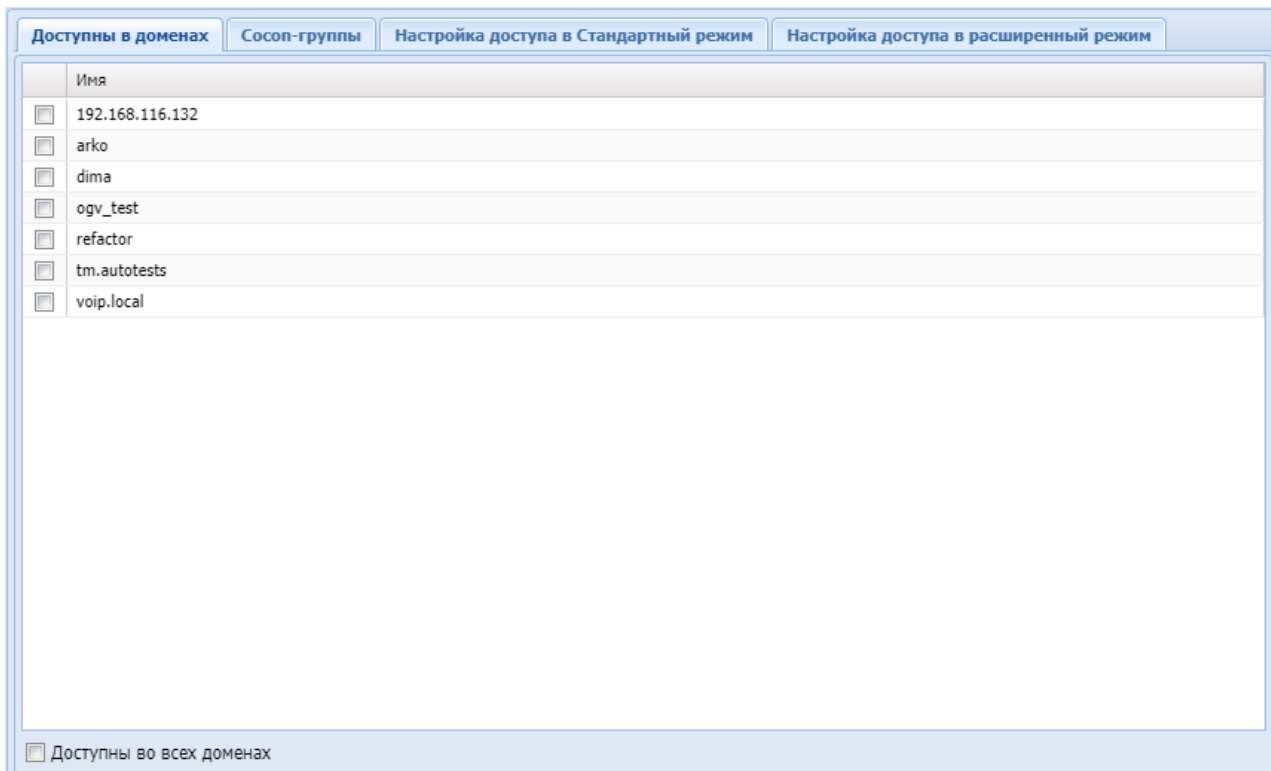 Доступны в доменах Cocon-группы Настройка доступа в Стандартный режим Настройка доступа в расширенный режим
Имя
192.168.116.132
arko
dima
ogv_test
refactor
tm.autotests
voip.local
Доступны во всех доменах